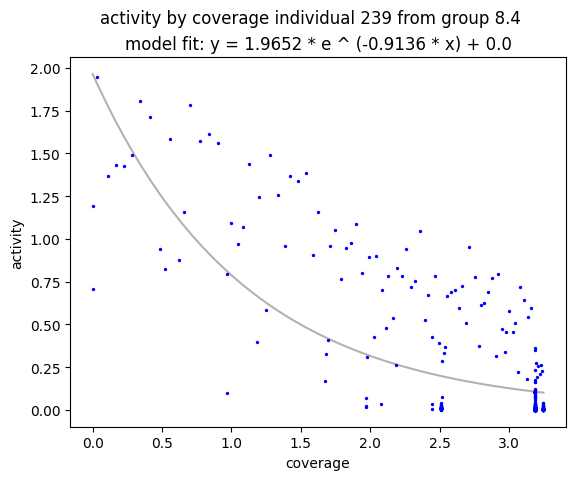 activity by coverage individual 239 from group 8.4
model fit: y = 1.9652 * e ^ (-0.9136 * x) + 0.0
2.00
1.75
1.50
1.25
1.00
0.75
0.50
0.25
0.00
activity
0.0 0.5 1.0 1.5 2.0 2.5 3.0
coverage